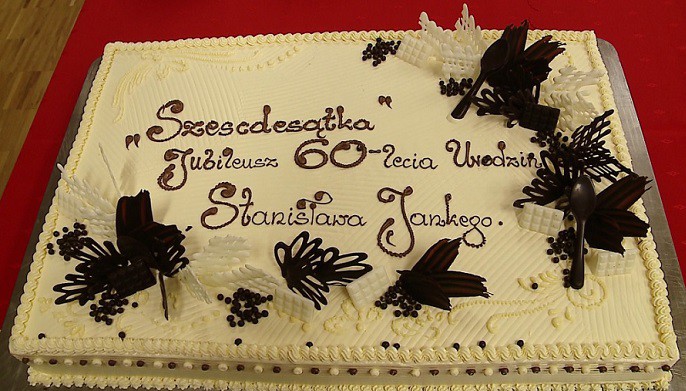 „Szescdesątka”
Jubileusz 60-lecia Urodzin
Stanisława Jankego.